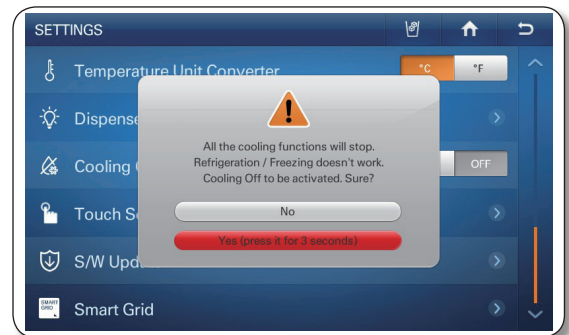 SETTINGS
Temperature Unit Converter
°C
°F
Dispense
All the cooling functions will stop.
Refrigeration / Freezing doesn't work.
Cooling Off to be activated. Sure?
Cooling
OFF
No
Touch S
Yes (press it for 3 seconds)
S/W Upd
SMART
GRID
Smart Grid